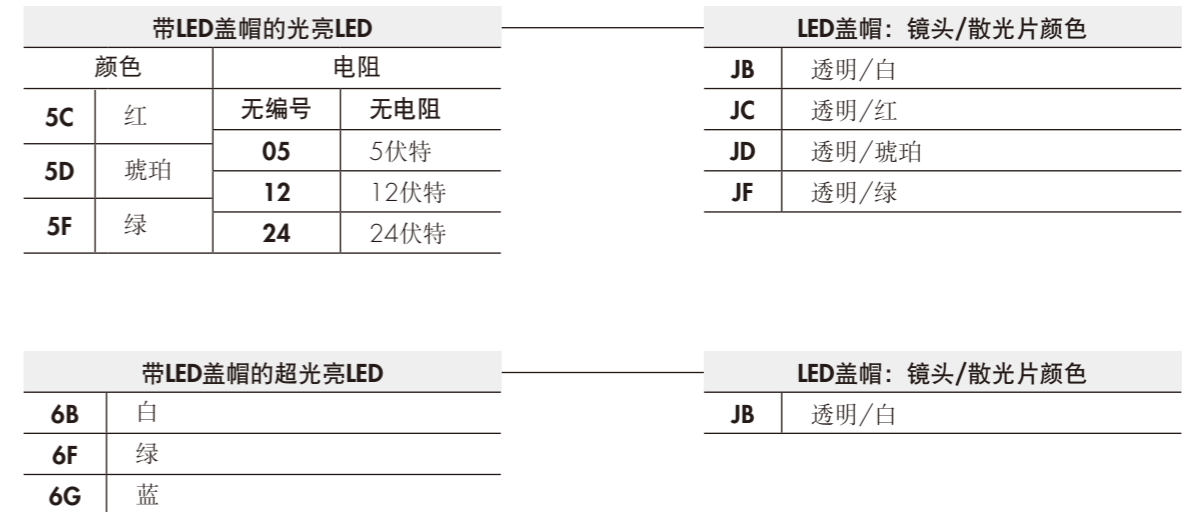 带LED盖帽的光亮LED
颜色 电阻
5C 红
5D 琥珀
5F 绿
无编号 无电阻
05 5伏特
12 12伏特
24 24伏特
LED盖帽：镜头/散光片颜色
JB 透明/白
JC 透明/红
JD 透明/琥珀
JF 透明/绿
带LED盖帽的超光亮LED
6B 白
6F 绿
6G 蓝
LED盖帽：镜头/散光片颜色
JB 透明/白